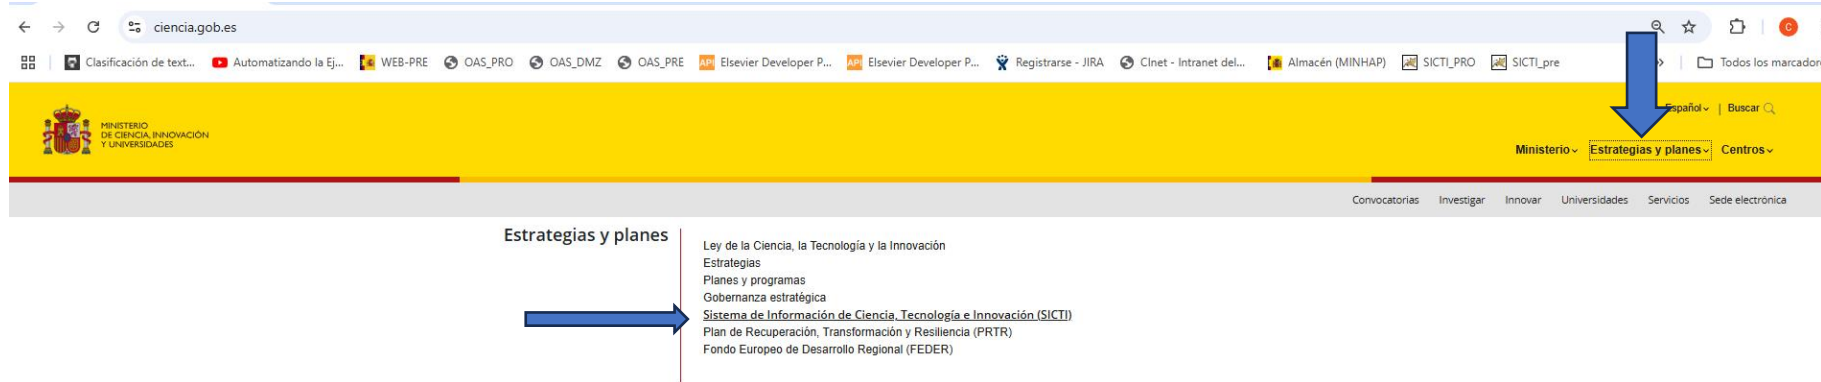 ciencia.gob.es
C
Clasificación de text... Automatizando la Ej... WEB-PRE OAS_PRO OAS_DMZ OAS_PRE API Elsevier Developer P... API Elsevier Developer P... Registrarse - JIRA CInet - Intranet del... Almacén (MINHAP) SICTI_PRO SICTI_pre » Todos los marcadore
MINISTERIO
DE CIENCIA, INNOVACIÓN
Y UNIVERSIDADES
Español | Buscar
Ministerio Estrategias y planes Centros
Convocatorias Investigar Innovar Universidades Servicios Sede electrónica
Estrategias y planes
Ley de la Ciencia, la Tecnología y la Innovación
Estrategias
Planes y programas
Gobernanza estratégica
Sistema de Información de Ciencia, Tecnología e Innovación (SICTI)
Plan de Recuperación, Transformación y Resiliencia (PRTR)
Fondo Europeo de Desarrollo Regional (FEDER)